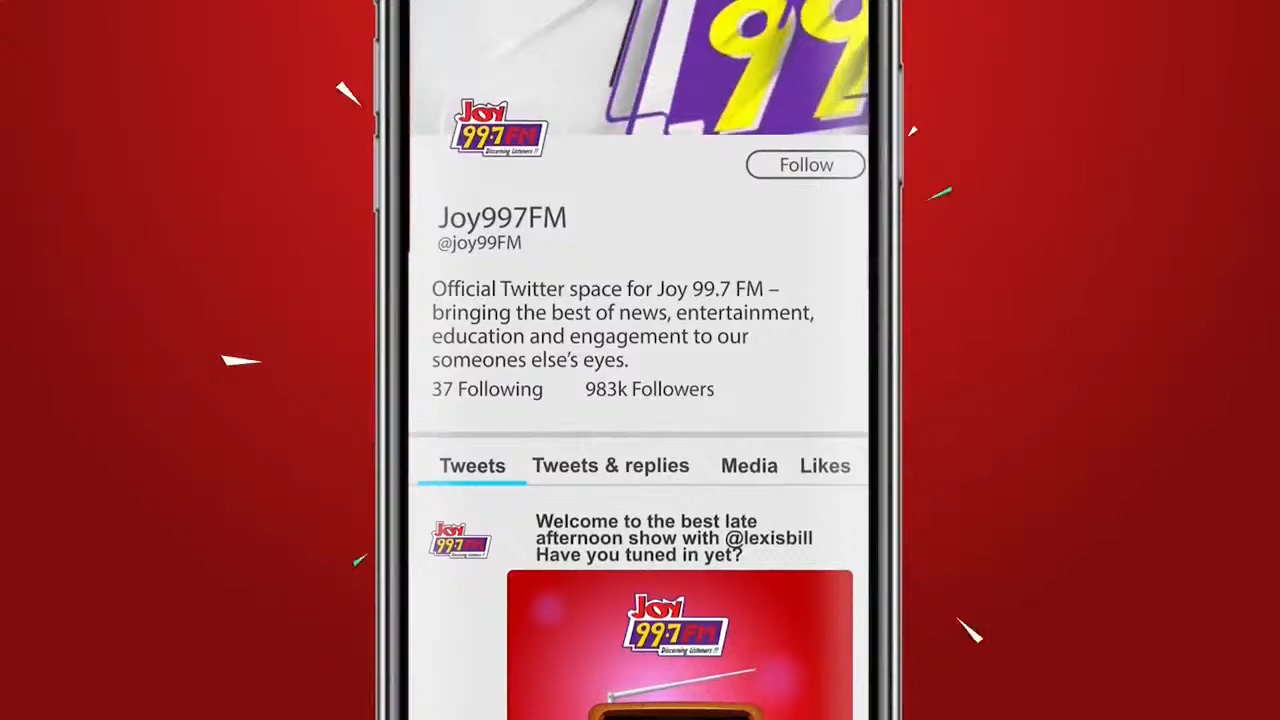 99
Joy
99.7 FM
Discerning Listeners !!
Follow
Joy997FM
@joy99FM
Official Twitter space for Joy 99.7 FM –
bringing the best of news, entertainment,
education and engagement to our
someones else’s eyes.
37 Following 983k Followers
Tweets Tweets & replies Media Likes
Joy
99.7 FM
Discerning Listeners !!
Welcome to the best late
afternoon show with @lexisbill
Have you tuned in yet?
Joy
99.7 FM
Discerning Listeners !!